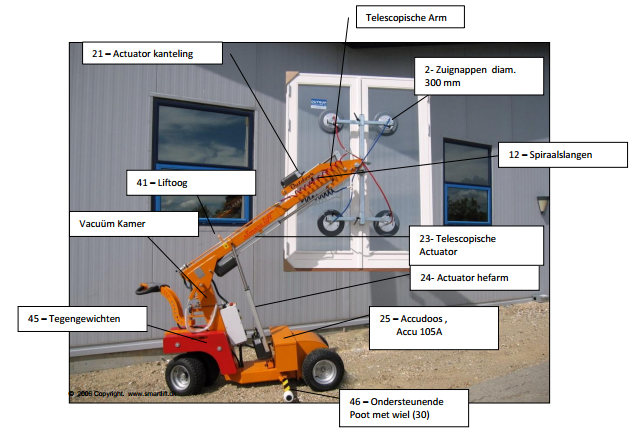 Telescopische Arm
21 – Actuator kanteling
2- Zuignappen diam.
300 mm
12 – Spiraalslangen
41 – Liftoog
Vacuüm Kamer
23- Telescopische
Actuator
24- Actuator hefarm
45 – Tegengewichten
25 – Accudoos ,
Accu 105A
46 – Ondersteunende
Poot met wiel (30)
© 2006 Copyright. www.smartlift.dk